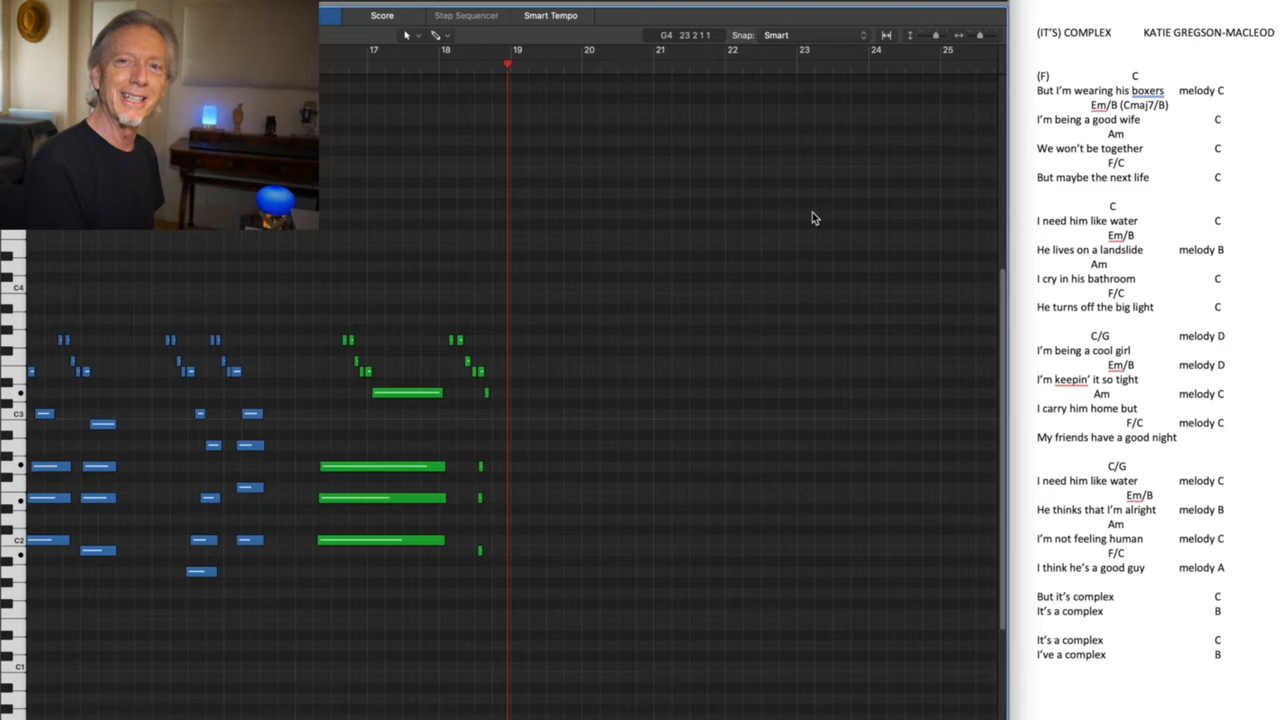 Score
Step Sequencer
Smart Tempo
G4 23 2 1 1
Snap:
Smart
17
18
19
20
21
22
23
24
25
C4
C3
C2
C1
(IT'S) COMPLEX KATIE GREGSON-MACLEOD
(F) C
But I'm wearing his boxers melody C
Em/B (Cmaj7/B)
I'm being a good wife C
Am
We won't be together C
F/C
But maybe the next life C
C
I need him like water C
Em/B
He lives on a landslide melody B
Am
I cry in his bathroom C
F/C
He turns off the big light C
C/G melody D
I'm being a cool girl
Em/B melody D
I'm keepin' it so tight
Am melody C
I carry him home but
F/C melody C
My friends have a good night
C/G
I need him like water melody C
Em/B
He thinks that I'm alright melody B
Am
I'm not feeling human melody C
F/C
I think he's a good guy melody A
But it's complex C
It's a complex B
It's a complex C
I've a complex B